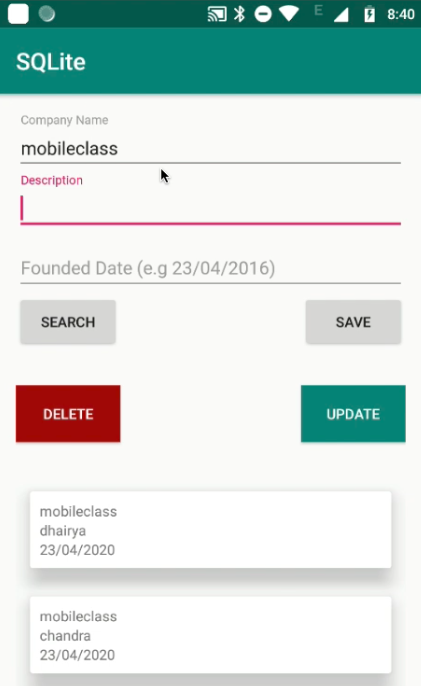 E 8:40
SQLite
Company Name
mobileclass
Description
Founded Date (e.g 23/04/2016)
SEARCH SAVE
DELETE UPDATE
mobileclass
dhairya
23/04/2020
mobileclass
chandra
23/04/2020